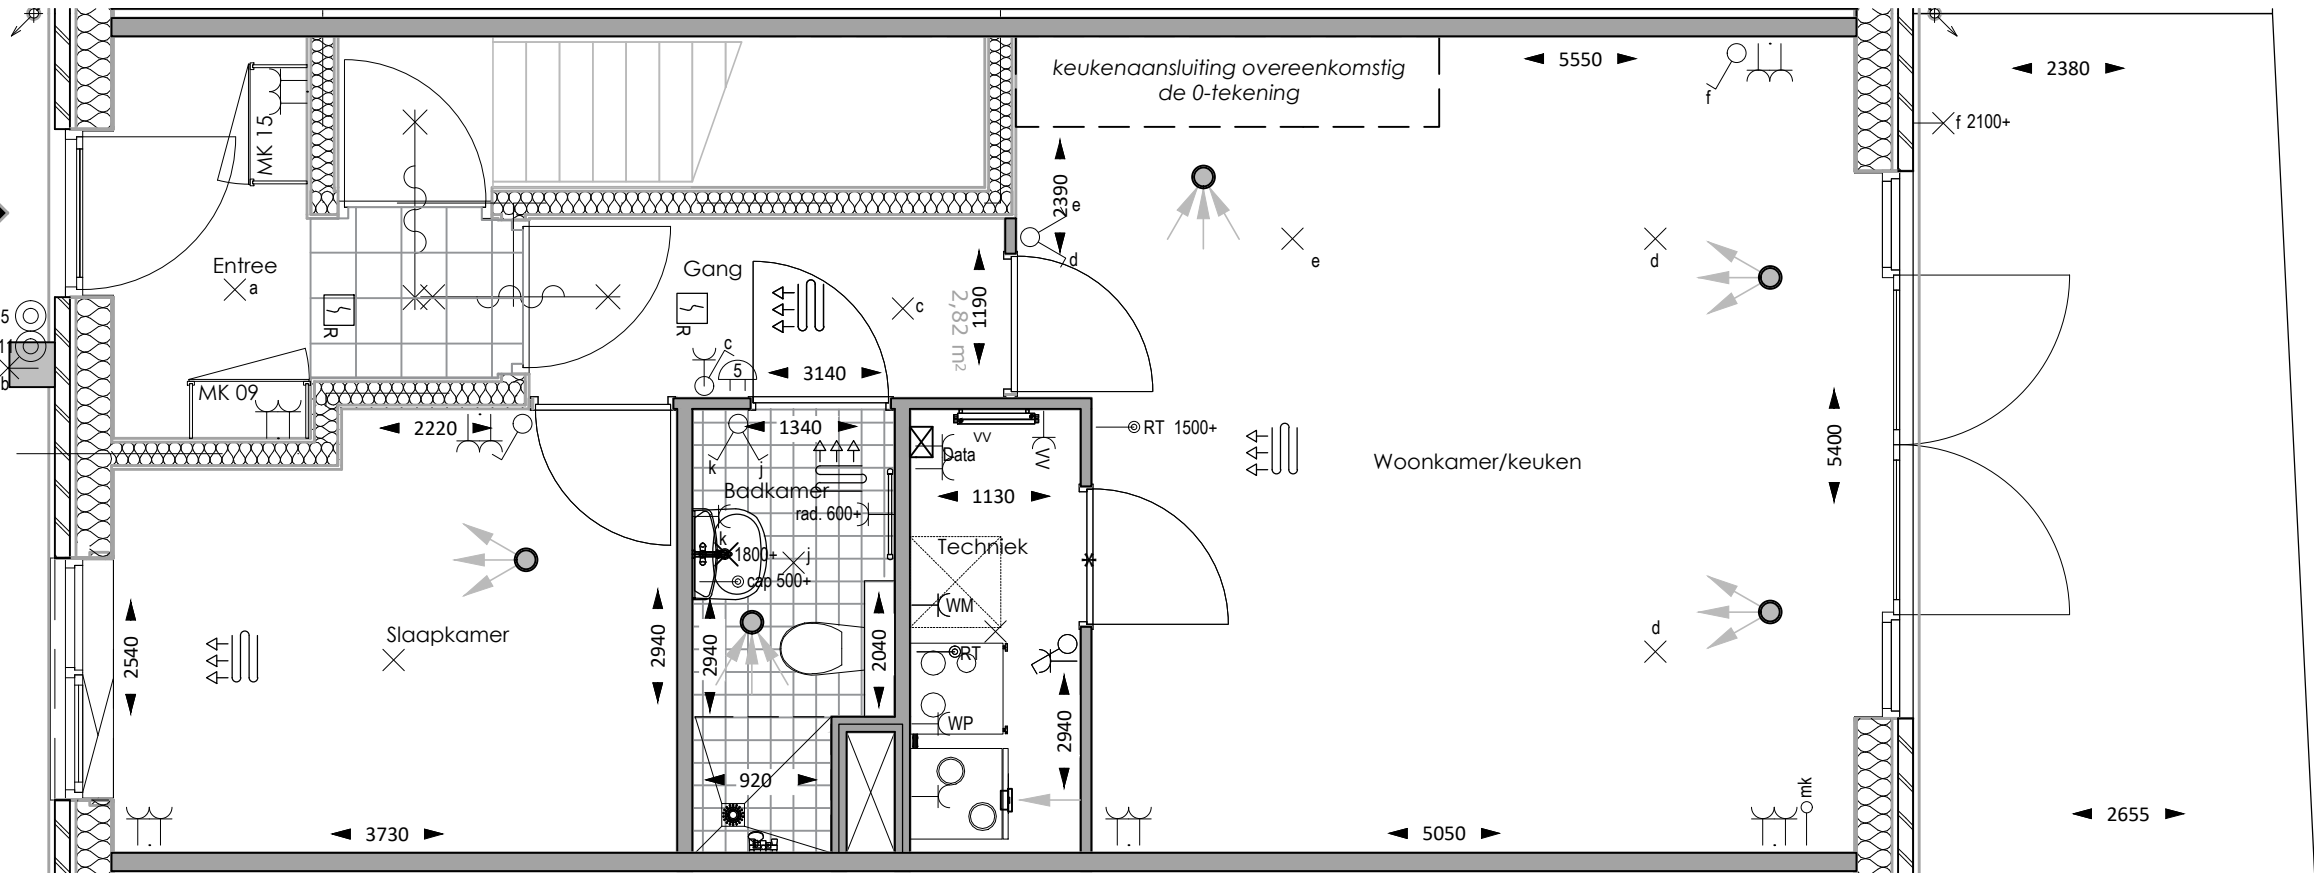 keukenaansluiting overeenkomstig
de 0-tekening
5550
2380
f
f 2100+
MK 15
2390
e
d
Entree
a
Gang
c
1190
2,82 m²
e
d
R
R
5
b
c
5
3140
MK 09
2220
1340
k
j
Badkamer
rad. 600+
k
1800+
j
cap 500+
VV
VV
Data
1130
RT 1500+
Woonkamer/keuken
5400
Techniek
WM
RT
WP
2540
Slaapkamer
2940
2940
2040
2940
d
920
3730
5050
mk
2655